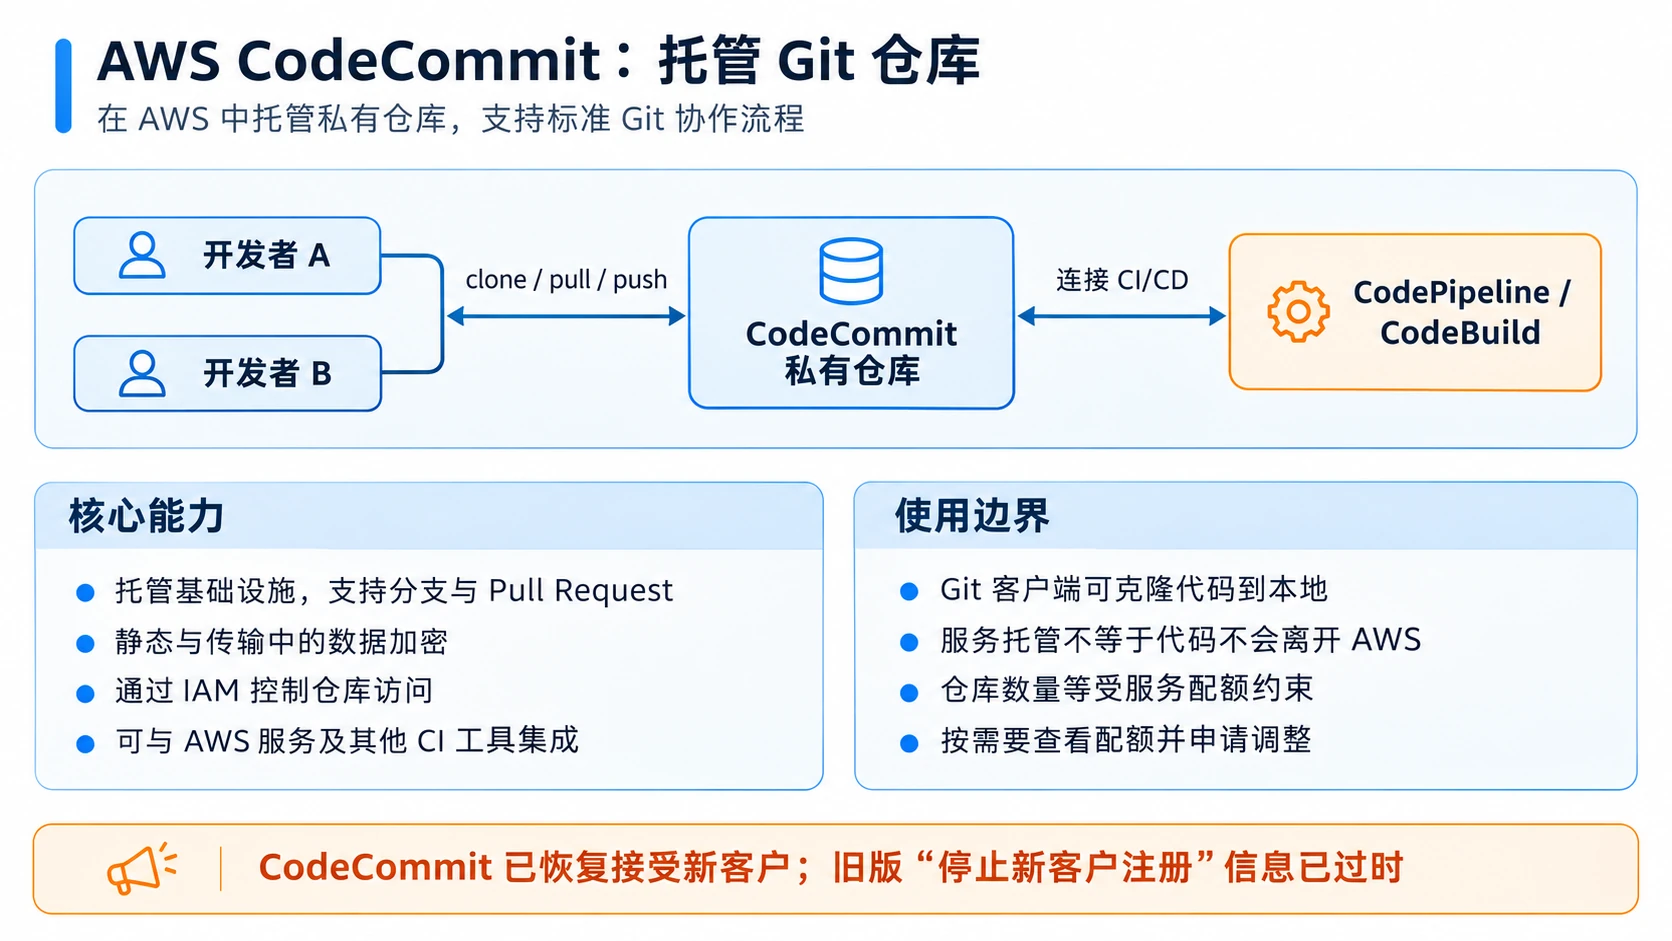 AWS CodeCommit：托管 Git 仓库
在 AWS 中托管私有仓库，支持标准 Git 协作流程
开发者 A
开发者 B
clone / pull / push
CodeCommit
私有仓库
连接 CI/CD
CodePipeline /
CodeBuild
核心能力
托管基础设施，支持分支与 Pull Request
静态与传输中的数据加密
通过 IAM 控制仓库访问
可与 AWS 服务及其他 CI 工具集成
使用边界
Git 客户端可克隆代码到本地
服务托管不等于代码不会离开 AWS
仓库数量等受服务配额约束
按需要查看配额并申请调整
CodeCommit 已恢复接受新客户；旧版 “停止新客户注册” 信息已过时